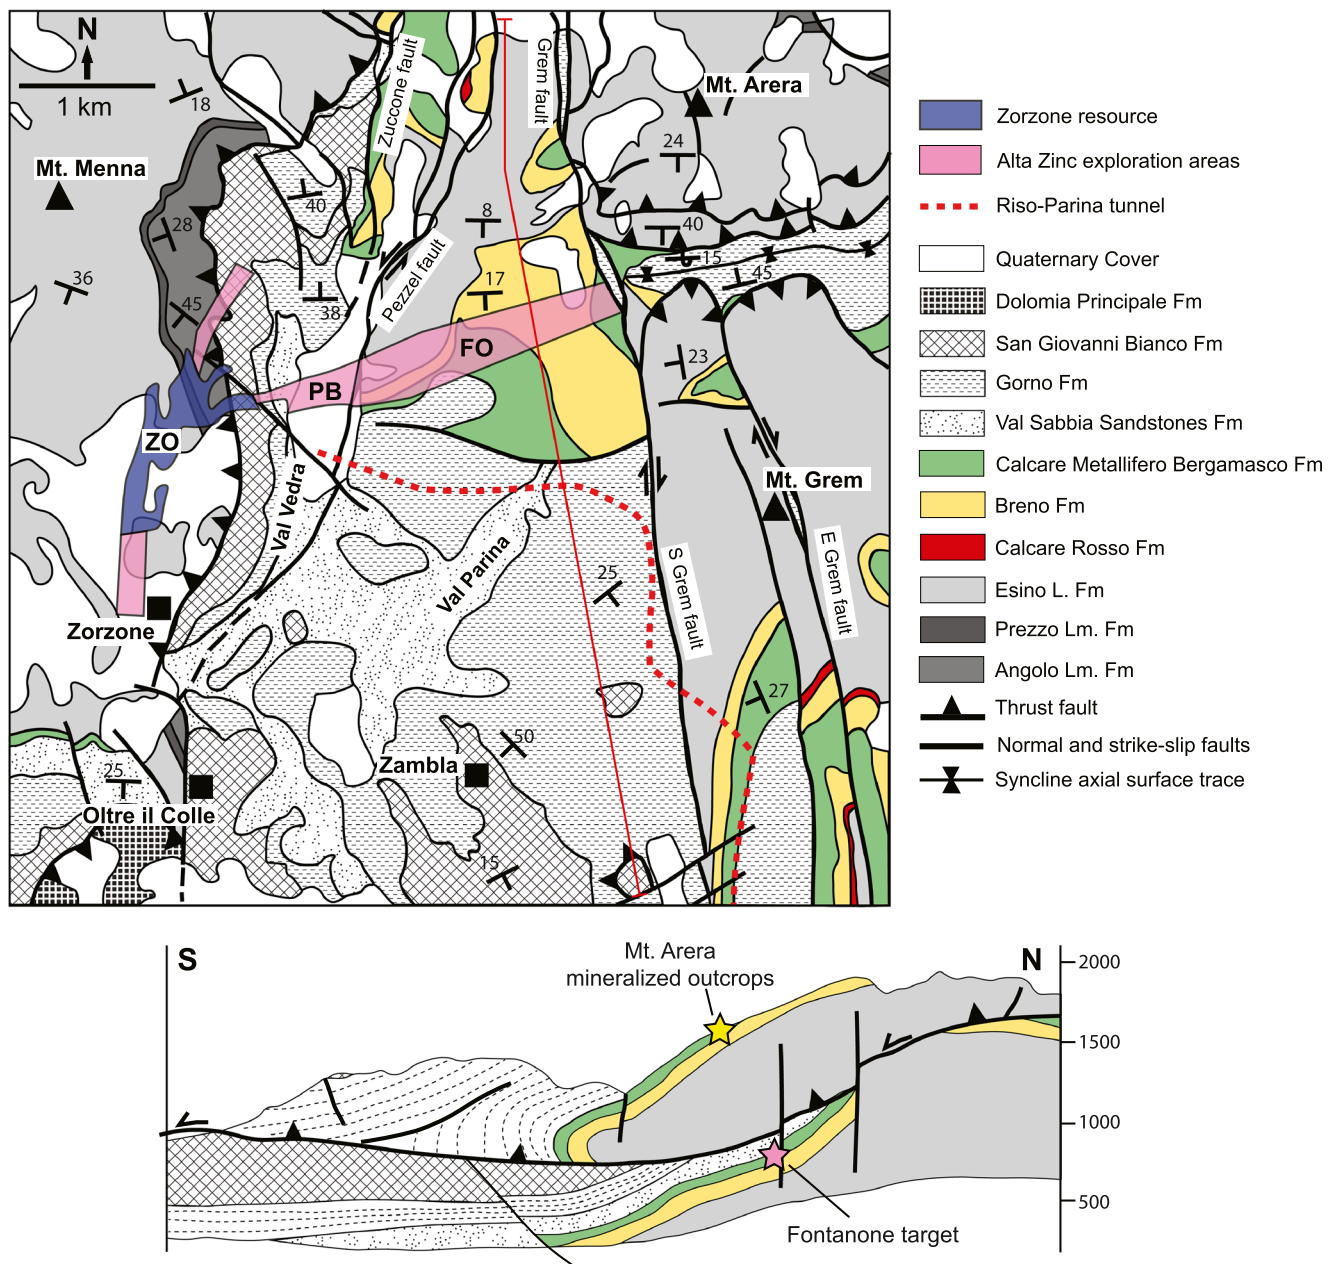 N
1 km
18
Mt. Menna
28
36
45
40
38
Zuccone fault
Pezzel fault
Grem fault
Mt. Arera
24
8
17
40
15
45
23
FO
PB
ZO
Mt. Grem
Val Vedra
Val Parina
S Grem fault
E Grem fault
25
27
Zorzone
50
Zambla
25
Oltre il Colle
15
Zorzone resource
Alta Zinc exploration areas
Riso-Parina tunnel
Quaternary Cover
Dolomia Principale Fm
San Giovanni Bianco Fm
Gorno Fm
Val Sabbia Sandstones Fm
Calcare Metallifero Bergamasco Fm
Breno Fm
Calcare Rosso Fm
Esino L. Fm
Prezzo Lm. Fm
Angolo Lm. Fm
Thrust fault
Normal and strike-slip faults
Syncline axial surface trace
S
Mt. Arera
mineralized outcrops
N
2000
1500
1000
500
Fontanone target